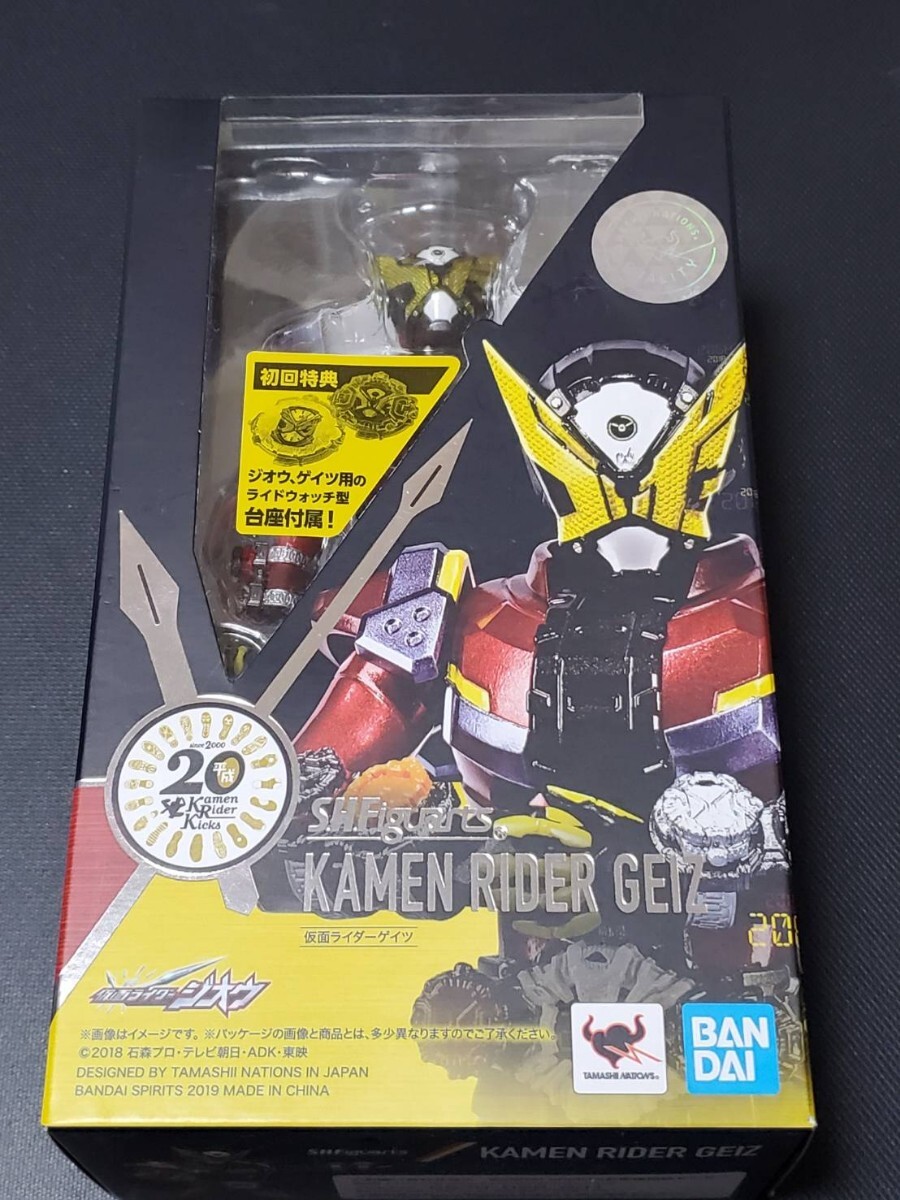 初回特典
ジオウ、ゲイツ用の
ライドウォッチ型
台座付属！
since 2000
20
平成
Kamen
Rider
Kicks
S.H.Figuarts®
KAMEN RIDER GEIZ
仮面ライダーゲイツ
仮面ライダージオウ
※画像はイメージです。※パッケージの画像と商品とは、多少異なりますのでご了承ください。
©2018 石森プロ・テレビ朝日・ADK・東映
DESIGNED BY TAMASHII NATIONS IN JAPAN
BANDAI SPIRITS 2019 MADE IN CHINA
TAMASHII NATIONS®
BAN
DAI
S.H.Figuarts
KAMEN RIDER GEIZ